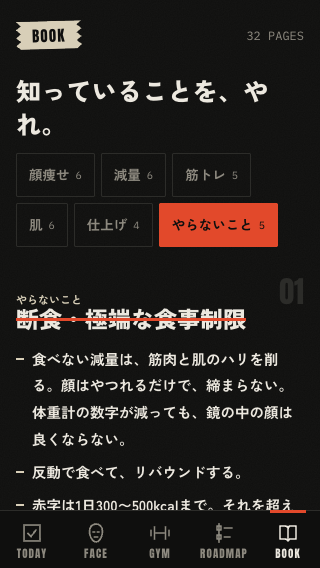 BOOK
32 PAGES
知っていることを、や
れ。
顔痩せ 6
減量 6
筋トレ 5
肌 6
仕上げ 4
やらないこと 5
01
やらないこと
断食・極端な食事制限
食べない減量は、筋肉と肌のハリを削
る。顔はやつれるだけで、締まらない。
体重計の数字が減っても、鏡の中の顔は
良くならない。
反動で食べて、リバウンドする。
赤字は1日300〜500kcalまで。それを超え
TODAY
FACE
GYM
ROADMAP
BOOK